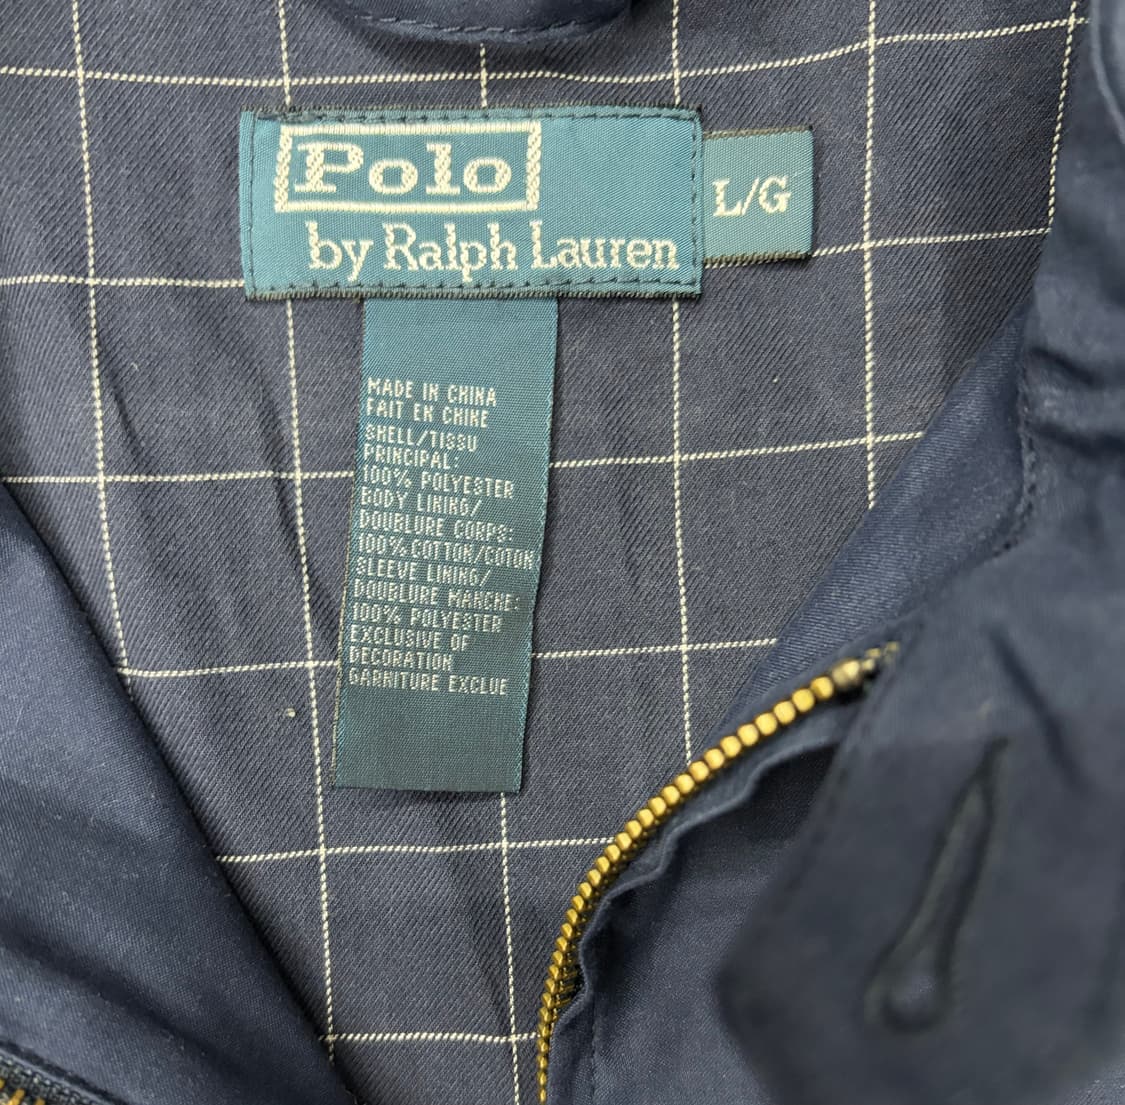 Polo
by Ralph Lauren
L/G
MADE IN CHINA
FAIT EN CHINE
SHELL/TISSU
PRINCIPAL:
100% POLYESTER
BODY LINING/
DOUBLURE CORPS:
100% COTTON/COTON
SLEEVE LINING/
DOUBLURE MANCHE:
100% POLYESTER
EXCLUSIVE OF
DECORATION
GARNITURE EXCLUE